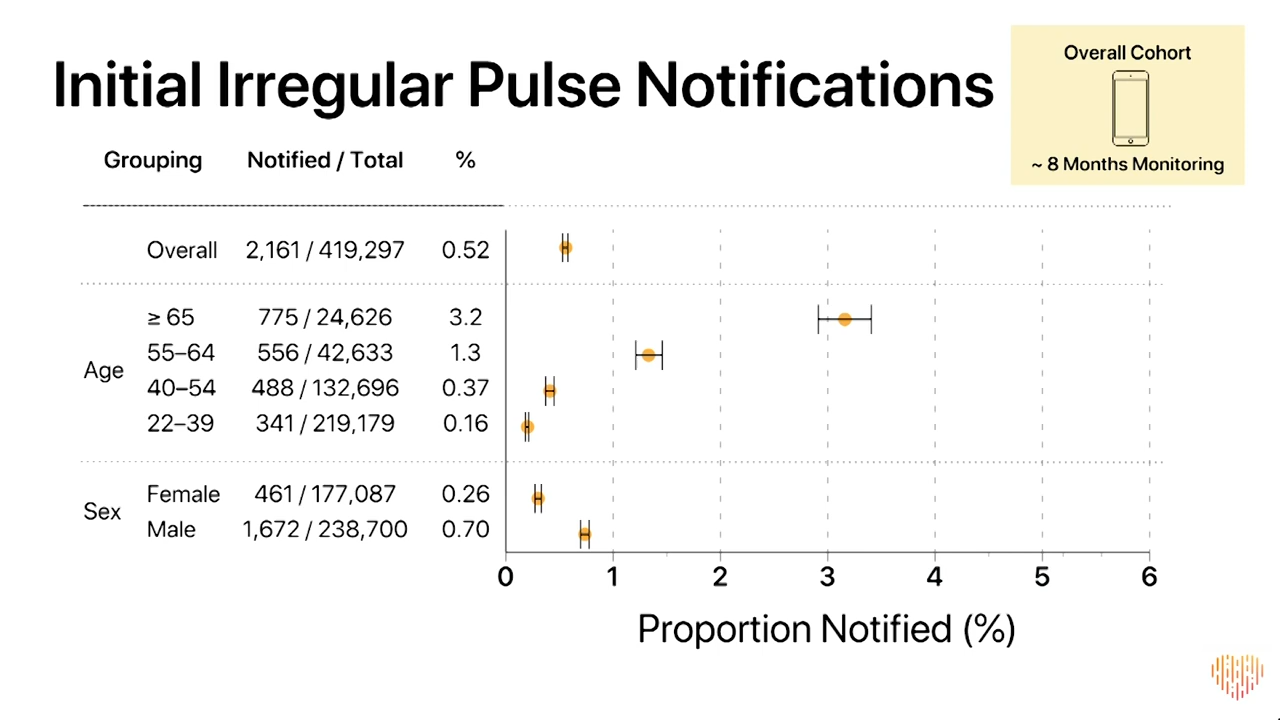 Initial Irregular Pulse Notifications
Overall Cohort
~ 8 Months Monitoring
Grouping Notified / Total %
Overall 2,161 / 419,297 0.52
Age
≥ 65 775 / 24,626 3.2
55–64 556 / 42,633 1.3
40–54 488 / 132,696 0.37
22–39 341 / 219,179 0.16
Sex
Female 461 / 177,087 0.26
Male 1,672 / 238,700 0.70
0 1 2 3 4 5 6
Proportion Notified (%)